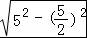 √(5² − (5/2)²)